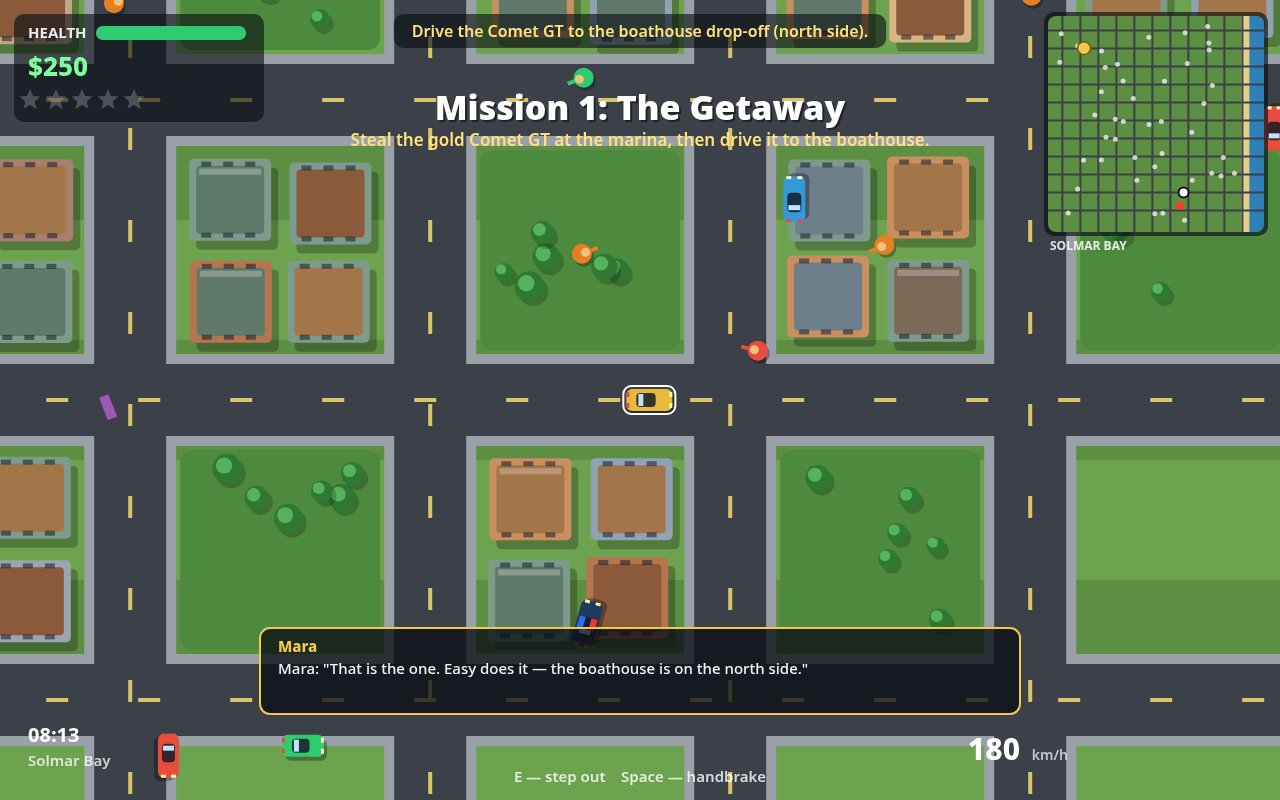 HEALTH
$250
Drive the Comet GT to the boathouse drop-off (north side).
Mission 1: The Getaway
Steal the gold Comet GT at the marina, then drive it to the boathouse.
SOLMAR BAY
Mara
Mara: "That is the one. Easy does it — the boathouse is on the north side."
08:13
Solmar Bay
180 km/h
E — step out Space — handbrake